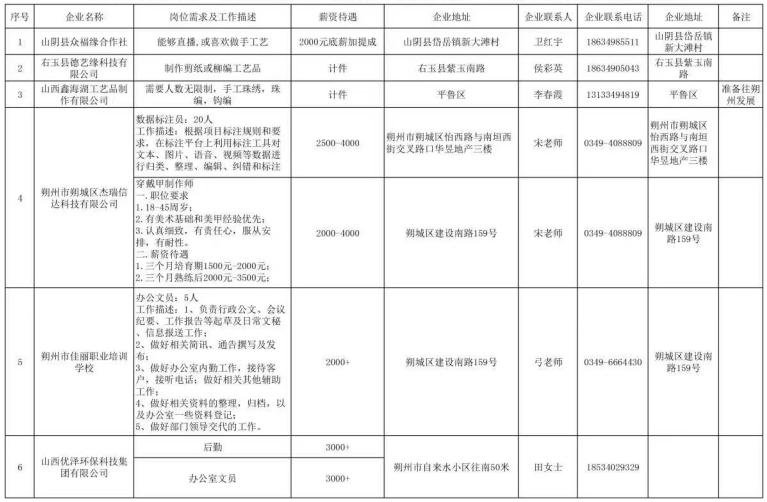 序号 企业名称 岗位需求及工作描述 薪资待遇 企业地址 企业联系人 企业联系电话 企业地址 备注
1 山阴县众福缘合作社 能够直播,或喜欢做手工艺 2000元底薪加提成 山阴县岱岳镇新大滩村 卫红宇 18634985511 山阴县岱岳镇
新大滩村
2 右玉县德艺缘科技有
限公司 制作剪纸或柳编工艺品 计件 右玉县紫玉南路 侯彩英 18634905043 右玉县紫玉南
路
3 山西鑫海湖工艺品制
作有限公司 需要人数无限制,手工珠绣,珠
编,钩编 计件 平鲁区 李春霞 13133494819 平鲁区 准备往朔
州发展
4 朔州市朔城区杰瑞信
达科技有限公司
数据标注员:20人
工作描述:根据项目标注规则和要
求,在标注平台上利用标注工具对
文本、图片、语音、视频等数据进
行归类、整理、编辑、纠错和标注
2500-4000
朔州市朔城区怡西路与南垣西
街交叉路口华昱地产三楼
宋老师
0349-4088809
朔州市朔城区
怡西路与南垣
西街交叉路口
华昱地产三楼
穿戴甲制作师
一.职位要求
1.18-45周岁;
2.有美术基础和美甲经验优先;
3.认真细致,有责任心,服从安
排,有耐性。
二.薪资待遇
1.三个月培育期1500元-2000元;
2.三个月熟练后2000元-3500元;
2000-4000
朔城区建设南路159号
宋老师
0349-4088809
朔城区建设南
路159号
5 朔州市佳丽职业培训
学校
办公文员:5人
工作描述:1、负责行政公文、会议
纪要、工作报告等起草及日常文秘
、信息报送工作;
2、做好相关简讯、通告撰写及发
布;
3、做好办公室内勤工作,接待客
户,接听电话;做好相关其他辅助
工作;
4、做好相关资料的整理,归档,以
及办公室一些资料登记;
5、做好部门领导交代的工作。
2000+
朔城区建设南路159号
弓老师
0349-6664430
朔城区建设南
路159号
6 山西优泽环保科技集
团有限公司
后勤 3000+
办公室文员 3000+
朔州市自来水小区往南50米
田女士
18534029329